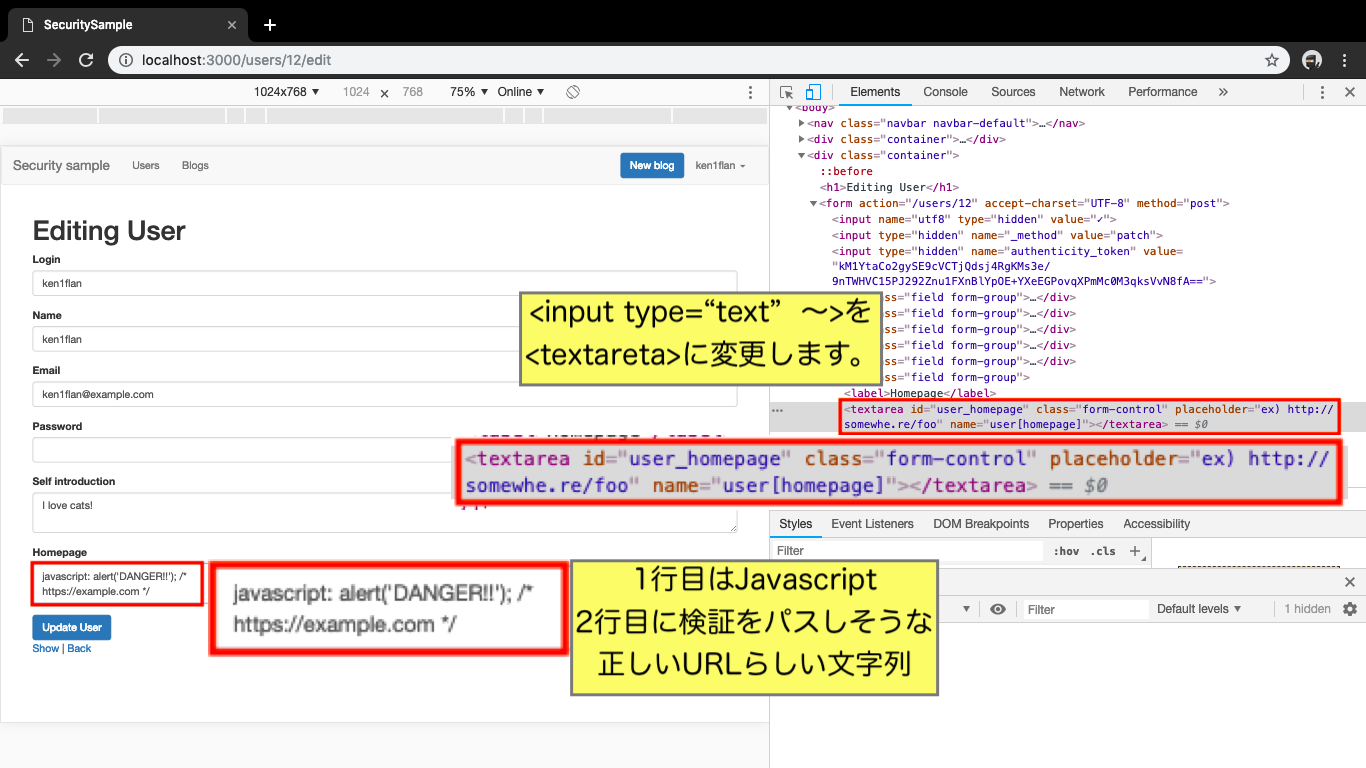 SecuritySample
localhost:3000/users/12/edit
1024x768 ▼ 1024 × 768 75% ▼ Online ▼
Elements Console Sources Network Performance »
Security sample Users Blogs New blog ken1flan
Editing User
Login
ken1flan
Name
ken1flan
Email
ken1flan@example.com
Password
Self introduction
I love cats!
Homepage
javascript: alert('DANGER!!'); /*
https://example.com */
Update User
Show | Back
javascript: alert('DANGER!!'); /*
https://example.com */
<input type=“text” 〜>を
<textareta>に変更します。
1行目はJavascript
2行目に検証をパスしそうな
正しいURLらしい文字列
▼<body>
▶<nav class="navbar navbar-default">…</nav>
▶<div class="container">…</div>
▼<div class="container">
::before
<h1>Editing User</h1>
▼<form action="/users/12" accept-charset="UTF-8" method="post">
<input name="utf8" type="hidden" value="✓">
<input type="hidden" name="_method" value="patch">
<input type="hidden" name="authenticity_token" value=
"kM1YtaCo2gySE9cVCTjQdsj4RgKMs3e/
9nTWHVC15PJ292Znu1FXnBlYpOE+YXeEGPovqXPmMc0M3qksVvN8fA==">
ass="field form-group">…</div>
ass="field form-group">…</div>
ass="field form-group">…</div>
ass="field form-group">…</div>
ass="field form-group">…</div>
ass="field form-group">
<label>Homepage</label>
… <textarea id="user_homepage" class="form-control" placeholder="ex) http://
somewhe.re/foo" name="user[homepage]"></textarea> == $0
<textarea id="user_homepage" class="form-control" placeholder="ex) http://
somewhe.re/foo" name="user[homepage]"></textarea> == $0
Styles Event Listeners DOM Breakpoints Properties Accessibility
Filter :hov .cls +
▼ Filter Default levels ▼ 1 hidden